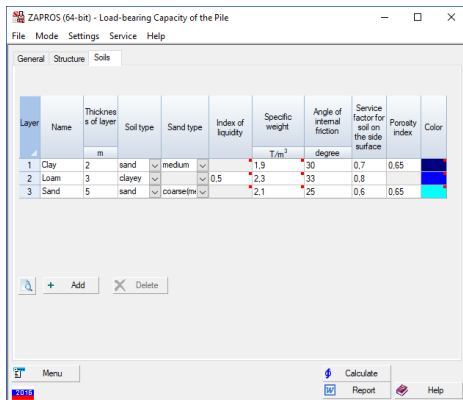 ZAPROS (64-bit) - Load-bearing Capacity of the Pile
File Mode Settings Service Help
General Structure Soils
Layer Name Thicknes s of layer Soil type Sand type Index of liquidity Specific weight Angle of internal friction Service factor for soil on the side surface Porosity index Color
m T/m³ degree
1 Clay 2 sand medium 1,9 30 0,7 0,65
2 Loam 3 clayey 0,5 2,3 33 0,8
3 Sand 5 sand coarse(me 2,1 25 0,6 0,65
+ Add Delete
Menu Calculate
2016 W Report Help